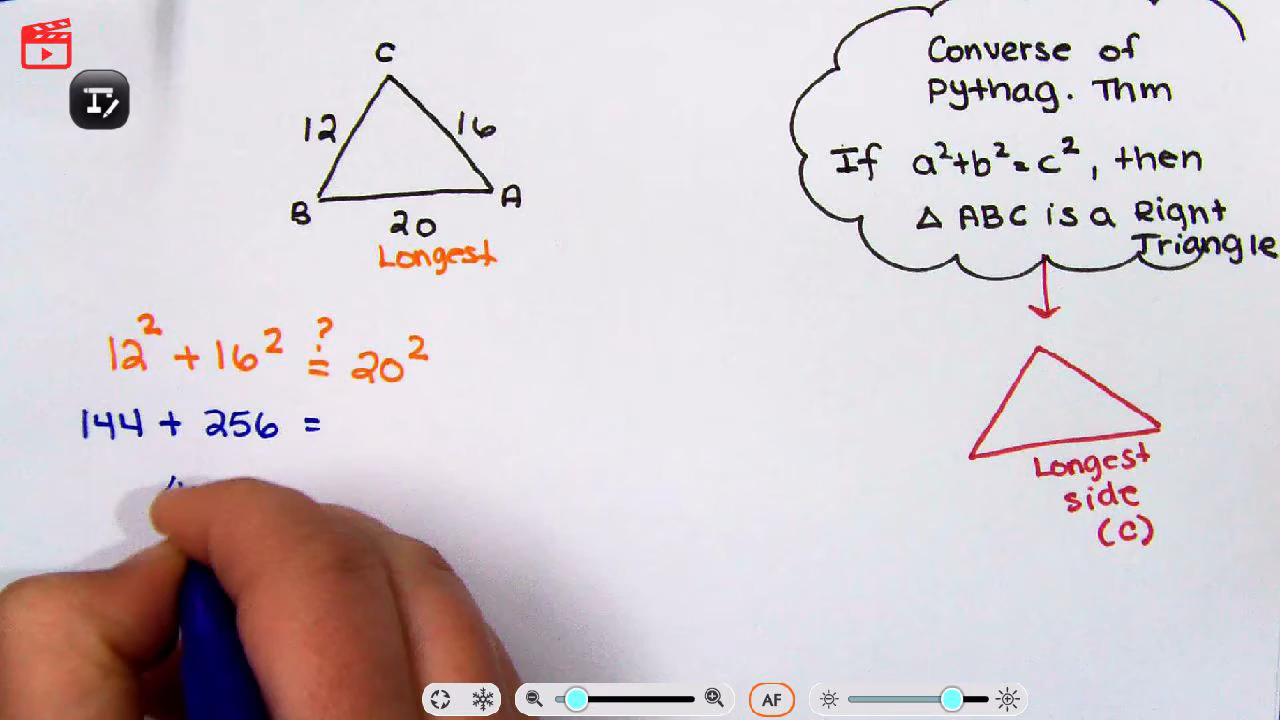 C
12
16
B
A
20
Longest
12² + 16² ≟ 20²
144 + 256 =
Converse of
Pythag. Thm
If a²+b²=c², then
△ ABC is a Right
Triangle
Longest
side
(c)
AF